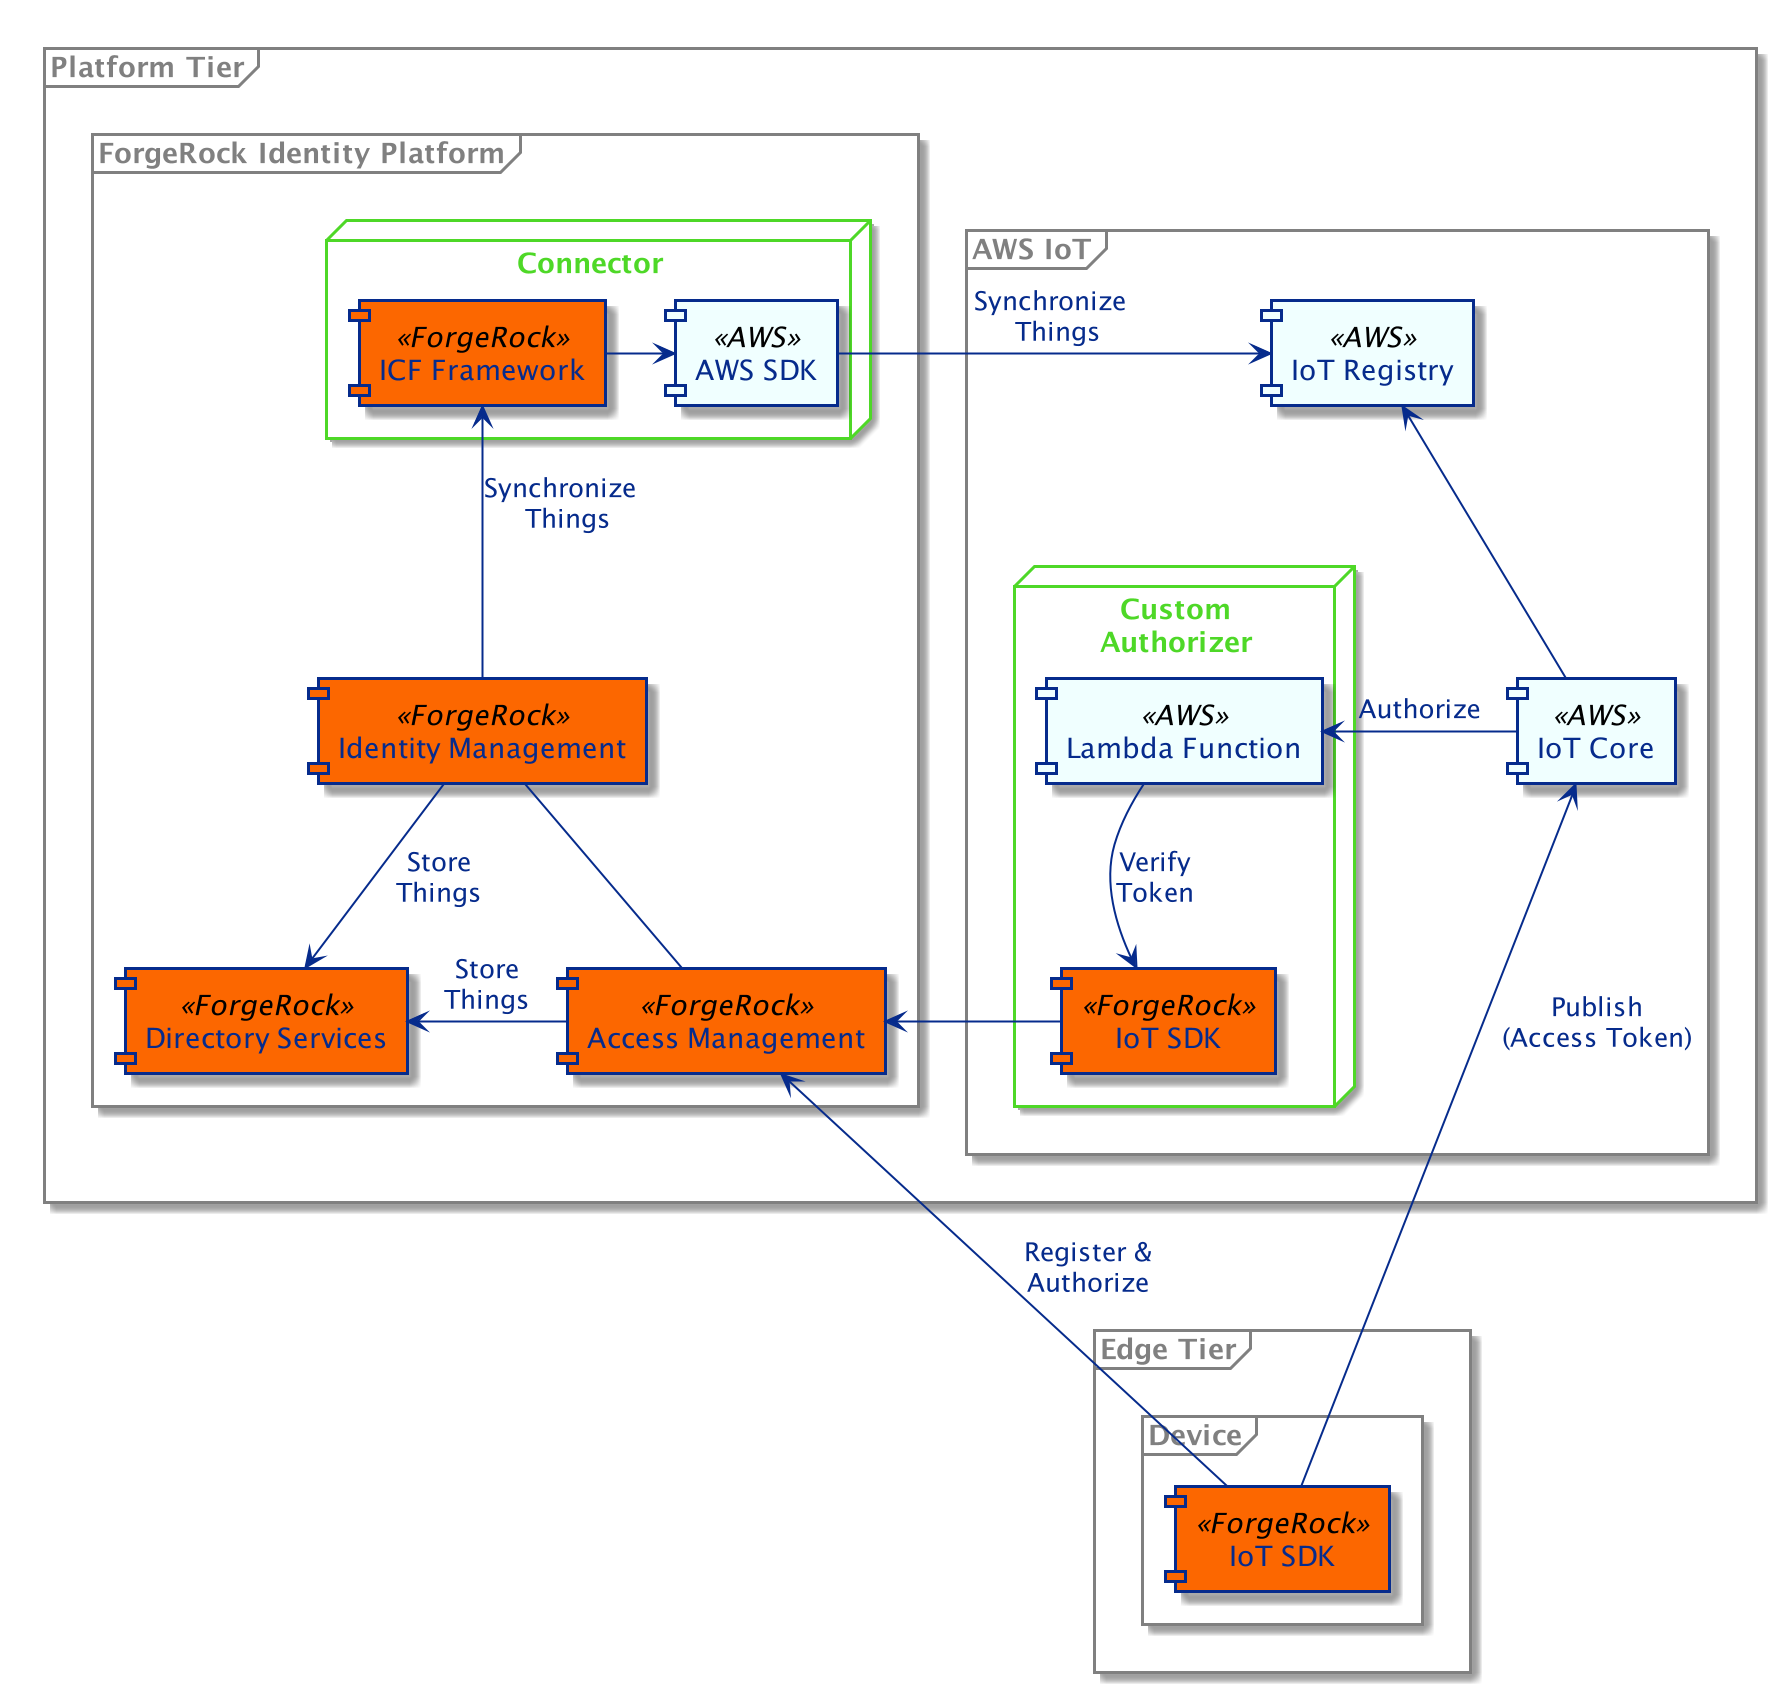 Platform Tier
ForgeRock Identity Platform
Connector
«ForgeRock»
ICF Framework
«AWS»
AWS SDK
AWS IoT
Synchronize
Things
«AWS»
IoT Registry
Synchronize
Things
Custom
Authorizer
«ForgeRock»
Identity Management
«AWS»
Lambda Function
Authorize
«AWS»
IoT Core
Store
Things
Verify
Token
Store
Things
«ForgeRock»
Directory Services
«ForgeRock»
Access Management
«ForgeRock»
IoT SDK
Publish
(Access Token)
Register &
Authorize
Edge Tier
Device
«ForgeRock»
IoT SDK